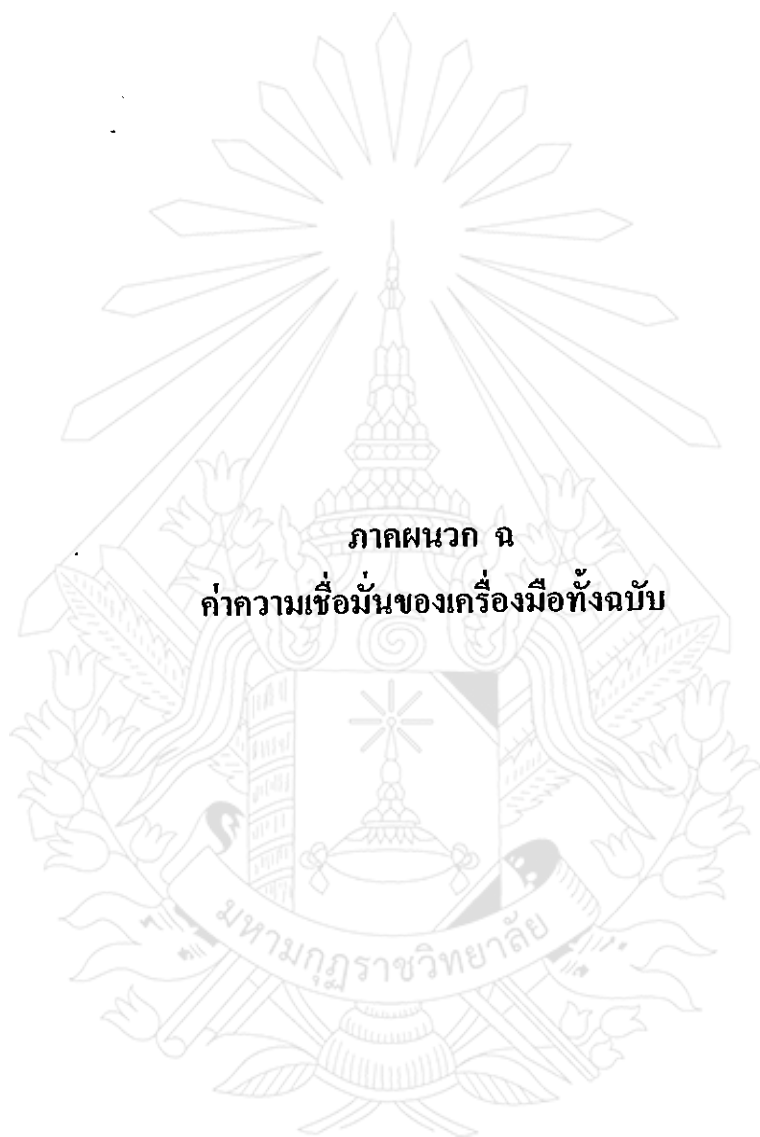 ภาคผนวก ฉ
ค่าความเชื่อมั่นของเครื่องมือทั้งฉบับ
มหามกุฏราชวิทยาลัย